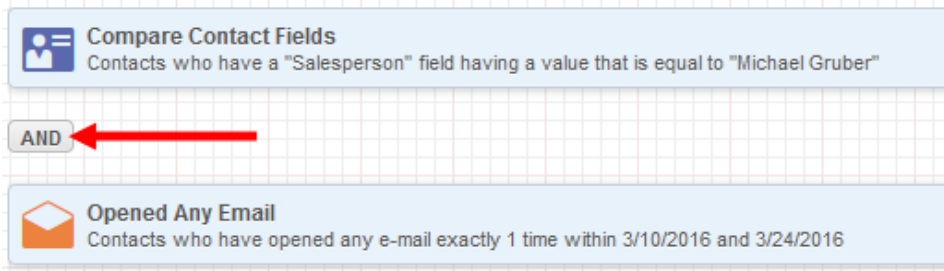 Compare Contact Fields
Contacts who have a "Salesperson" field having a value that is equal to "Michael Gruber"
AND
Opened Any Email
Contacts who have opened any e-mail exactly 1 time within 3/10/2016 and 3/24/2016